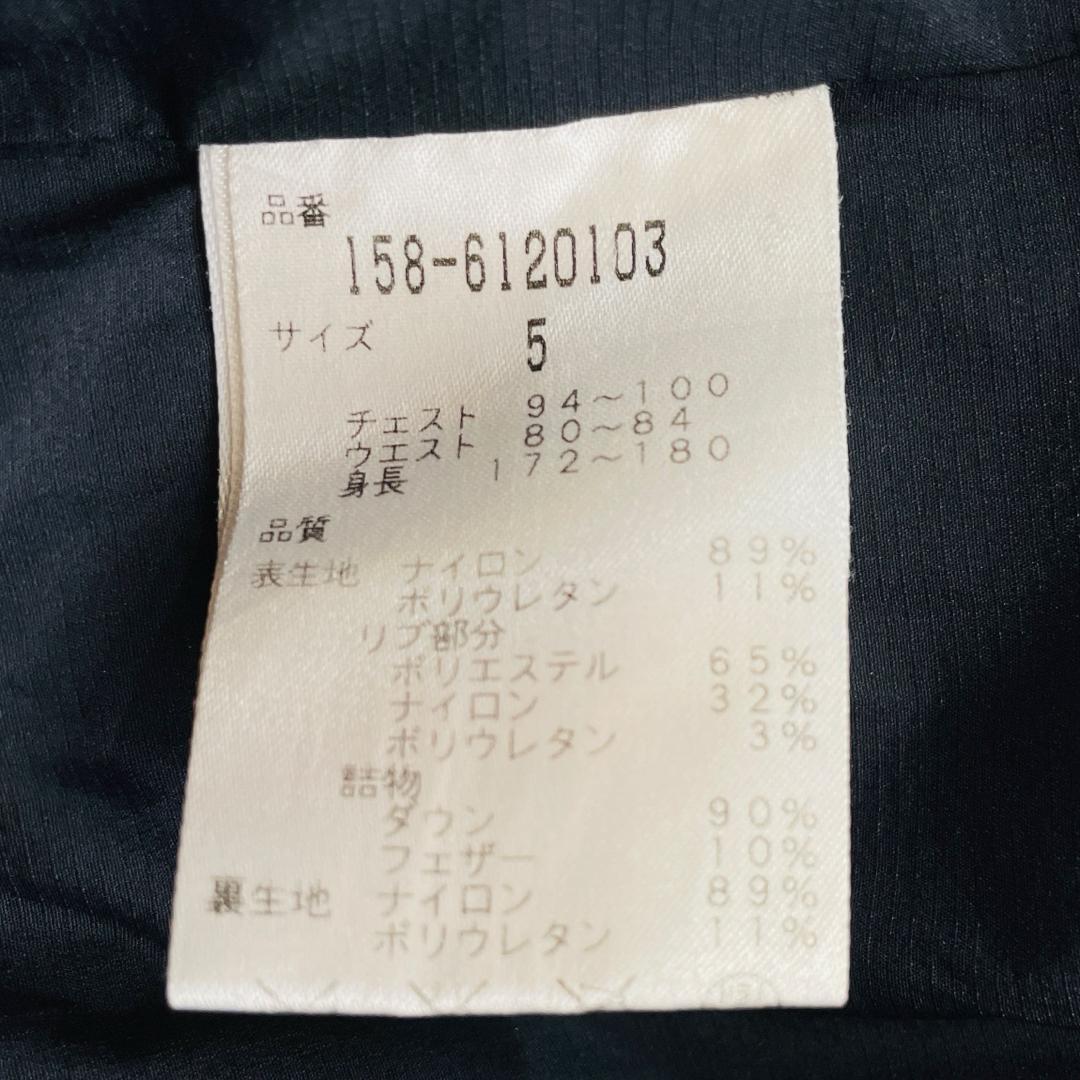 品番
158-6120103
サイズ 5
チェスト 94～100
ウエスト 80～84
身長 172～180
品質
表生地 ナイロン 89%
ポリウレタン 11%
リブ部分
ポリエステル 65%
ナイロン 32%
ポリウレタン 3%
詰物
ダウン 90%
フェザー 10%
裏生地 ナイロン 89%
ポリウレタン 11%